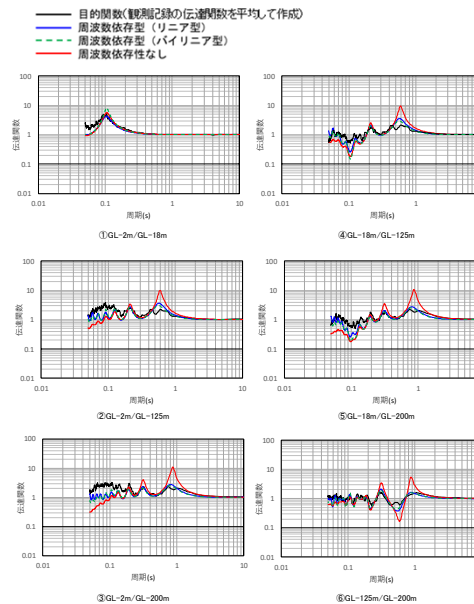 目的関数(観測記録の伝達関数を平均して作成)
周波数依存型（リニア型）
周波数依存型（バイリニア型）
周波数依存性なし
100
10
1
0.1
0.01
伝達関数
0.01
0.1
1
10
周期(s)
①GL-2m/GL-18m
100
10
1
0.1
0.01
伝達関数
0.01
0.1
1
周期(s)
④GL-18m/GL-125m
100
10
1
0.1
0.01
伝達関数
0.01
0.1
1
10
周期(s)
②GL-2m/GL-125m
100
10
1
0.1
0.01
伝達関数
0.01
0.1
1
周期(s)
⑤GL-18m/GL-200m
100
10
1
0.1
0.01
伝達関数
0.01
0.1
1
10
周期(s)
③GL-2m/GL-200m
100
10
1
0.1
0.01
伝達関数
0.01
0.1
1
周期(s)
⑥GL-125m/GL-200m